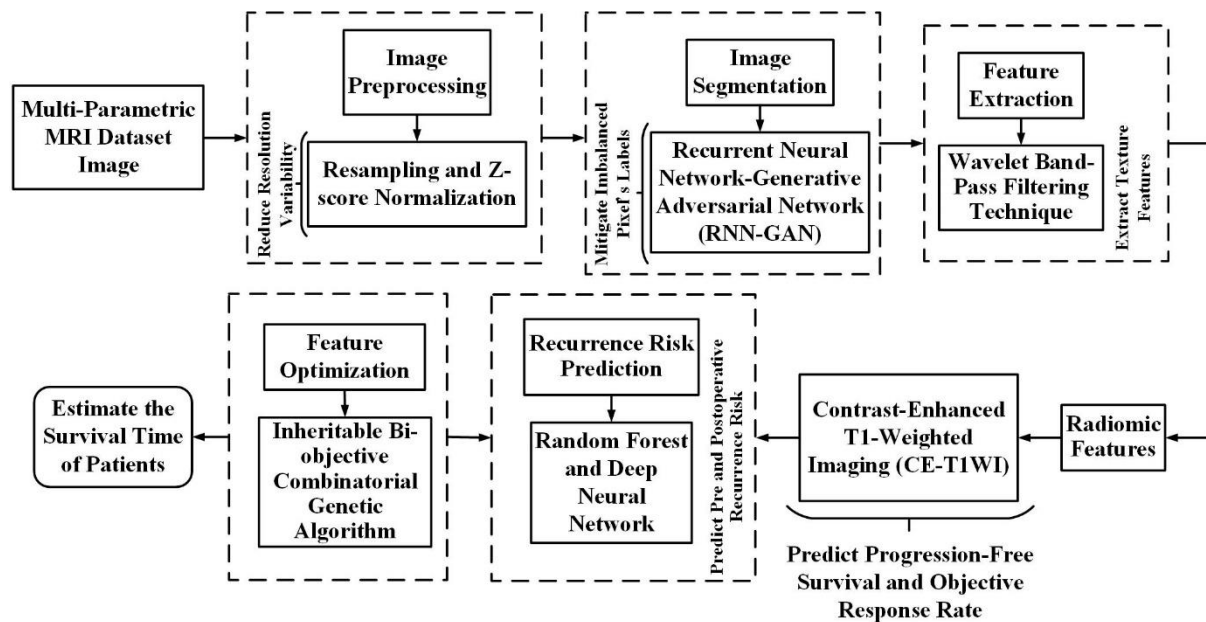 Multi-Parametric
MRI Dataset
Image
Reduce Resolution
Variability
Image
Preprocessing
Resampling and Z-
score Normalization
Mitigate Imbalanced
Pixel's Labels
Image
Segmentation
Recurrent Neural
Network-Generative
Adversarial Network
(RNN-GAN)
Feature
Extraction
Wavelet Band-
Pass Filtering
Technique
Extract Texture
Features
Radiomic
Features
Contrast-Enhanced
T1-Weighted
Imaging (CE-T1WI)
Predict Progression-Free
Survival and Objective
Response Rate
Recurrence Risk
Prediction
Random Forest
and Deep
Neural
Network
Predict Pre and Postoperative
Recurrence Risk
Feature
Optimization
Inheritable Bi-
objective
Combinatorial
Genetic
Algorithm
Estimate the
Survival Time
of Patients